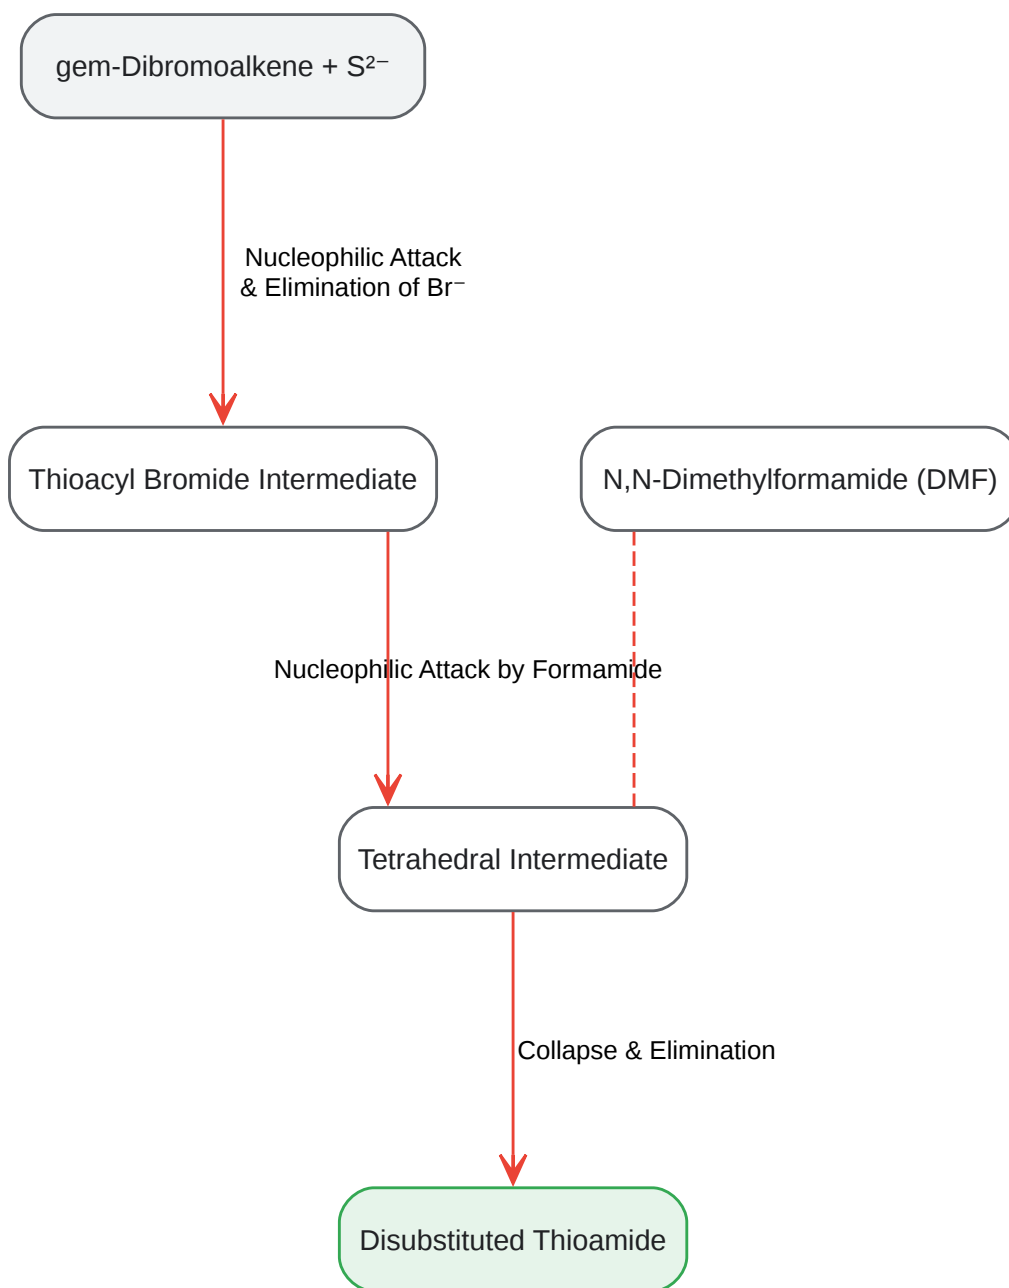 gem-Dibromoalkene + S²⁻
Nucleophilic Attack
& Elimination of Br⁻
Thioacyl Bromide Intermediate
N,N-Dimethylformamide (DMF)
Nucleophilic Attack by Formamide
Tetrahedral Intermediate
Collapse & Elimination
Disubstituted Thioamide